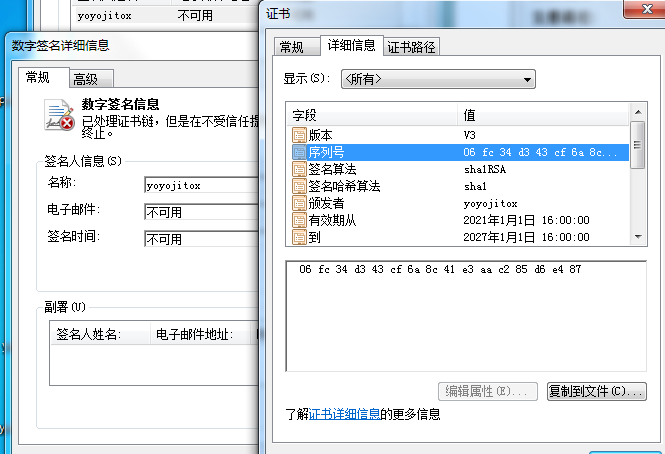 yoyojitox 不可用
数字签名详细信息
常规 高级
数字签名信息
已处理证书链，但是在不受信任提
终止。
签名人信息(S)
名称: yoyojitox
电子邮件: 不可用
签名时间: 不可用
副署(U)
签名人姓名: 电子邮件地址:
证书
常规 详细信息 证书路径
显示(S): <所有>
字段 值
版本 V3
序列号 06 fc 34 d3 43 cf 6a 8c...
签名算法 sha1RSA
签名哈希算法 sha1
颁发者 yoyojitox
有效期从 2021年1月1日 16:00:00
到 2027年1月1日 16:00:00
06 fc 34 d3 43 cf 6a 8c 41 e3 aa c2 85 d6 e4 87
编辑属性(E)... 复制到文件(C)...
了解证书详细信息的更多信息